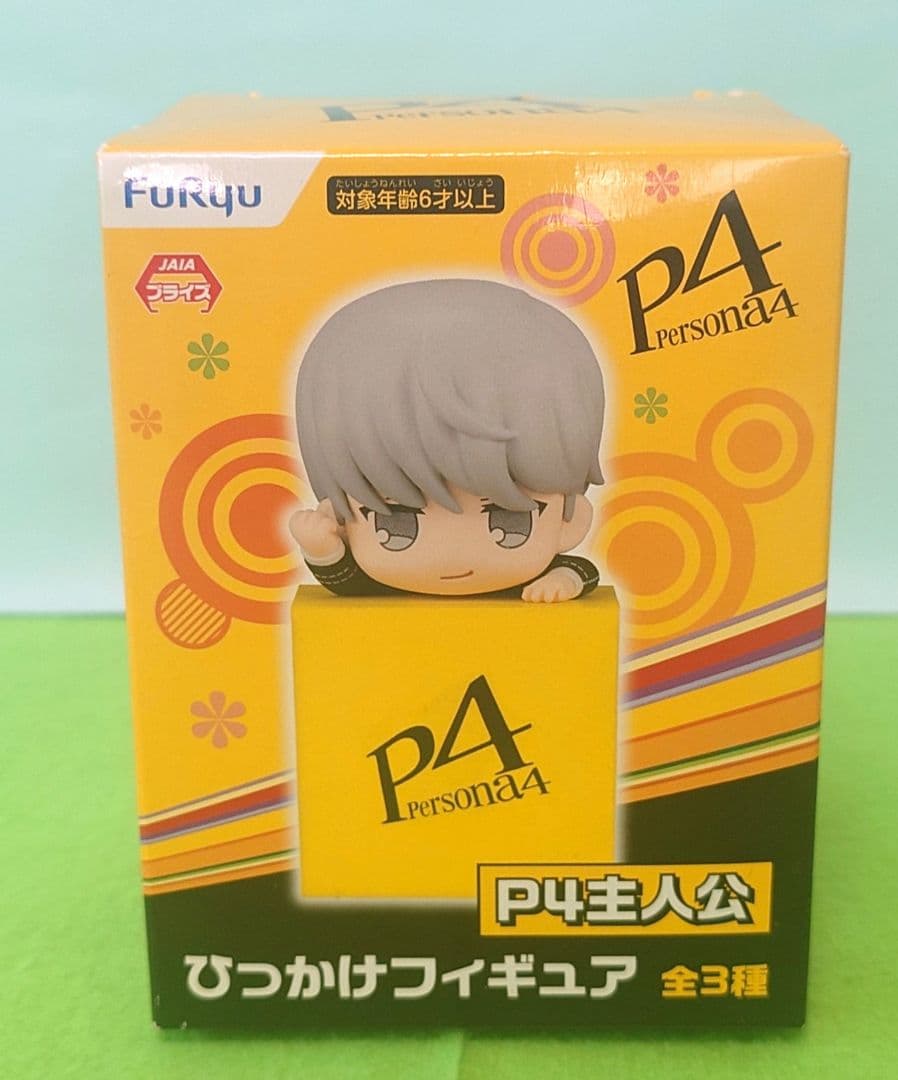 P4 Persona4
FuRyu
たいしょうねんれい さいいじょう
対象年齢6才以上
JAIA
プライズ
P4
Persona4
P4
Persona4
P4主人公
ひっかけフィギュア 全3種